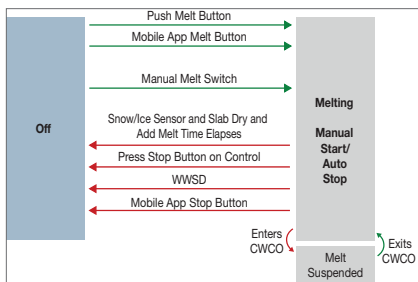 Push Melt Button
Mobile App Melt Button
Manual Melt Switch
Off
Melting
Manual
Start/
Auto
Stop
Snow/Ice Sensor and Slab Dry and
Add Melt Time Elapses
Press Stop Button on Control
WWSD
Mobile App Stop Button
Enters
CWCO
Exits
CWCO
Melt
Suspended